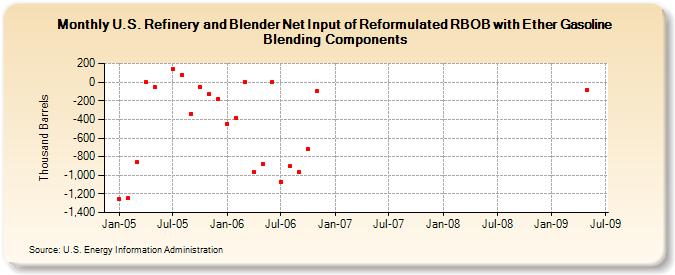 Monthly U.S. Refinery and Blender Net Input of Reformulated RBOB with Ether Gasoline
Blending Components
Thousand Barrels
200
0
-200
-400
-600
-800
-1,000
-1,200
-1,400
Jan-05 Jul-05 Jan-06 Jul-06 Jan-07 Jul-07 Jan-08 Jul-08 Jan-09 Jul-09
Source: U.S. Energy Information Administration